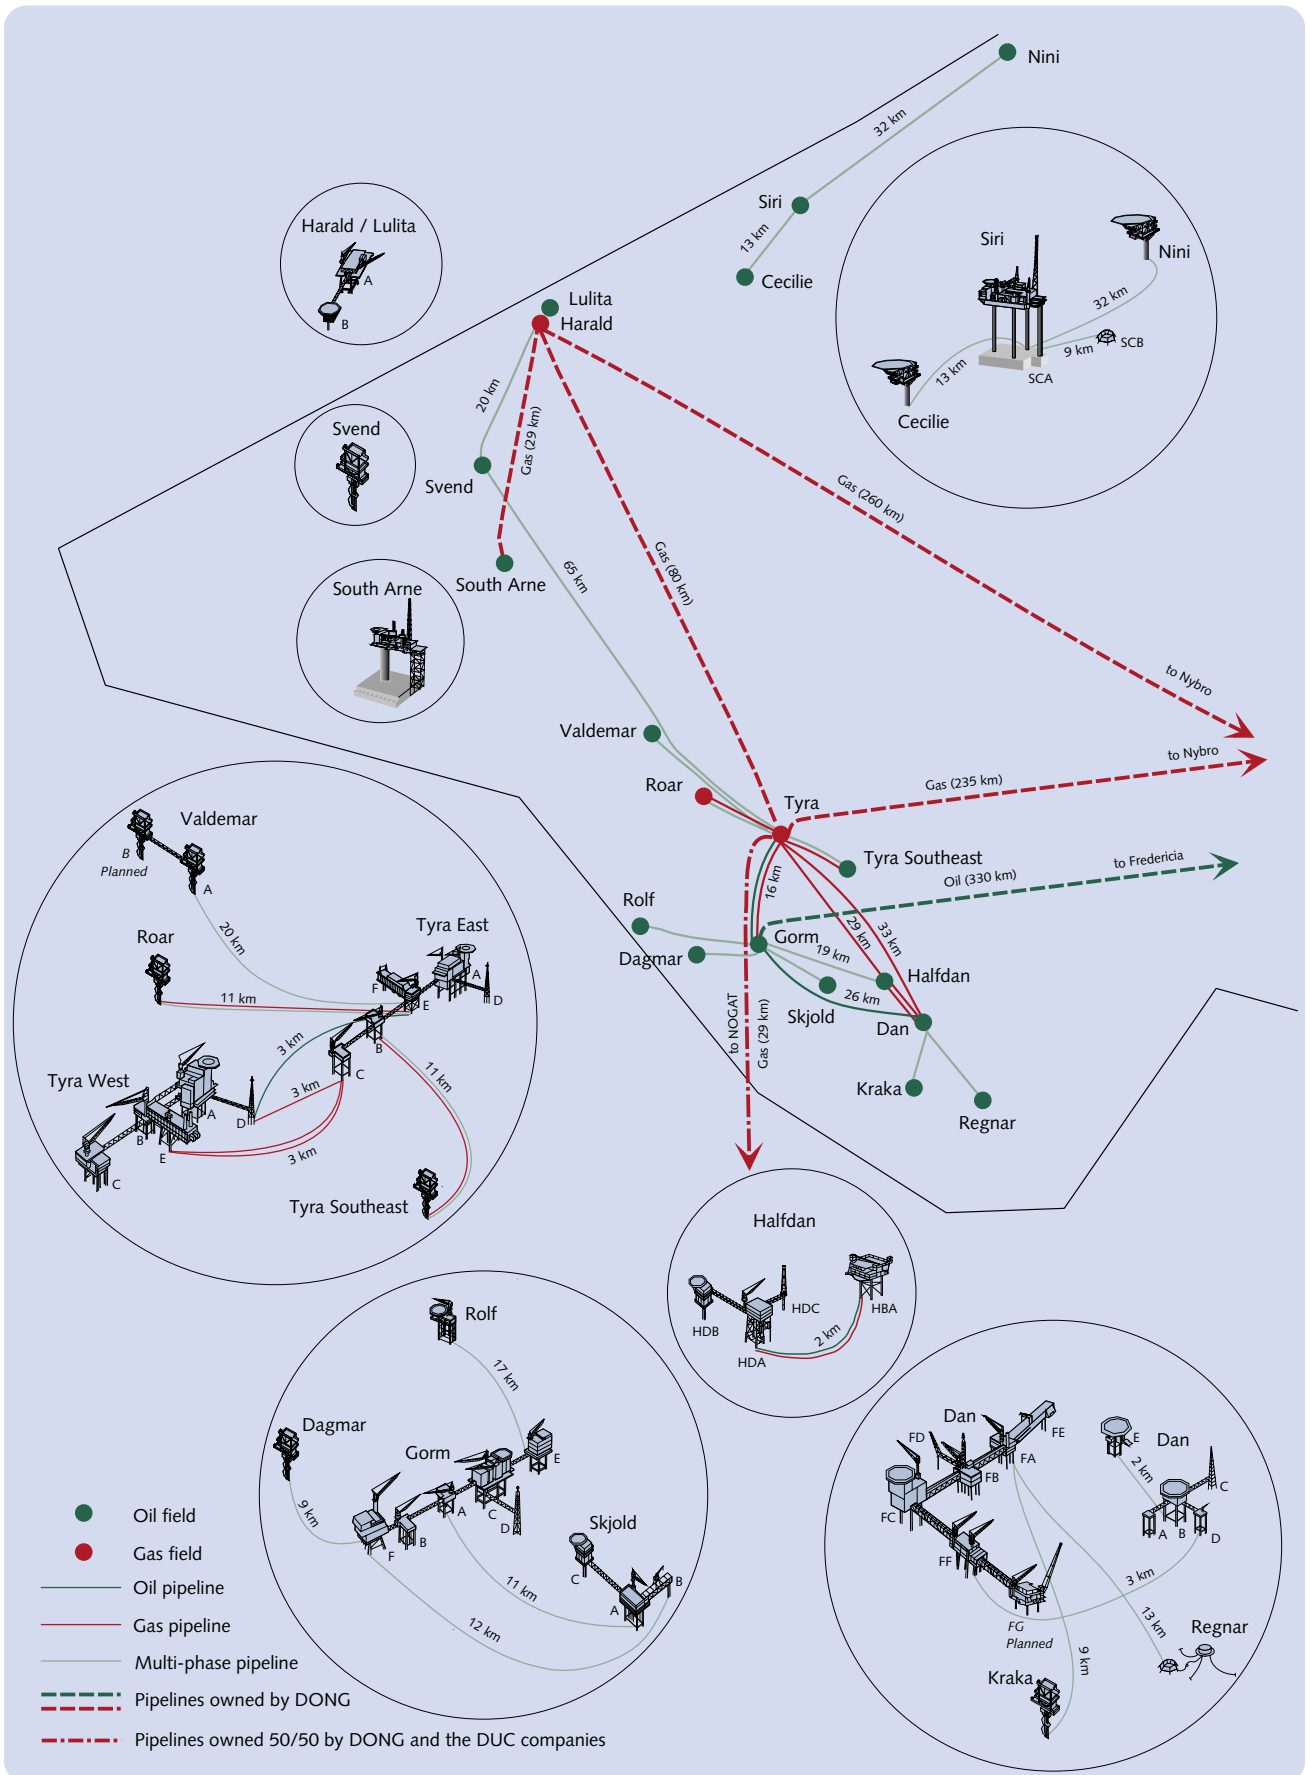 Nini
32 km
Siri
13 km
Cecilie
Harald / Lulita
A
B
Siri
Nini
32 km
9 km
SCB
13 km
SCA
Cecilie
Lulita
Harald
20 km
Gas (29 km)
Svend
Svend
Gas (260 km)
South Arne
65 km
Gas (80 km)
South Arne
to Nybro
Valdemar
Roar
Tyra
Gas (235 km)
to Nybro
Tyra Southeast
Oil (330 km)
to Fredericia
16 km
Rolf
Gorm
29 km
33 km
19 km
Dagmar
Halfdan
26 km
Skjold
Dan
to NOGAT
Gas (29 km)
Kraka
Regnar
Valdemar
B
Planned
A
20 km
Roar
Tyra East
F
A
D
E
11 km
3 km
B
C
11 km
Tyra West
3 km
A
D
B
E
3 km
C
Tyra Southeast
Halfdan
HDB
HDC
HBA
2 km
HDA
Rolf
17 km
Dagmar
Gorm
E
A
C
D
9 km
B
F
Skjold
C
B
A
11 km
12 km
Dan
FE
FD
FA
FB
FC
FF
E
Dan
2 km
C
A
B
D
3 km
FG
Planned
13 km
Regnar
9 km
Kraka
Oil field
Gas field
Oil pipeline
Gas pipeline
Multi-phase pipeline
Pipelines owned by DONG
Pipelines owned 50/50 by DONG and the DUC companies